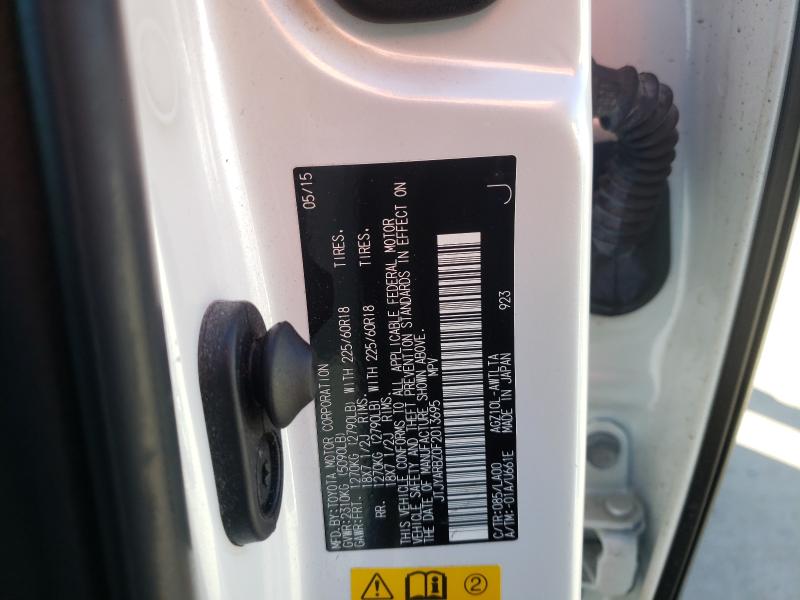 MFD.BY:TOYOTA MOTOR CORPORATION 05/15
GVWR:2310KG (5090LB)
GAWR:FRT. 1270KG (2790LB) WITH 225/60R18 TIRES.
18X7 1/2J RIMS.
RR. 1270KG (2790LB) WITH 225/60R18 TIRES.
18X7 1/2J RIMS.
THIS VEHICLE CONFORMS TO ALL APPLICABLE FEDERAL MOTOR
VEHICLE SAFETY AND THEFT PREVENTION STANDARDS IN EFFECT ON
THE DATE OF MANUFACTURE SHOWN ABOVE.
JTJYARBZ0F2013695 MPV
J
C/TR:085/LA00 AGZ10L-AWTLTA 923
A/TM:-01A/U661E MADE IN JAPAN
2